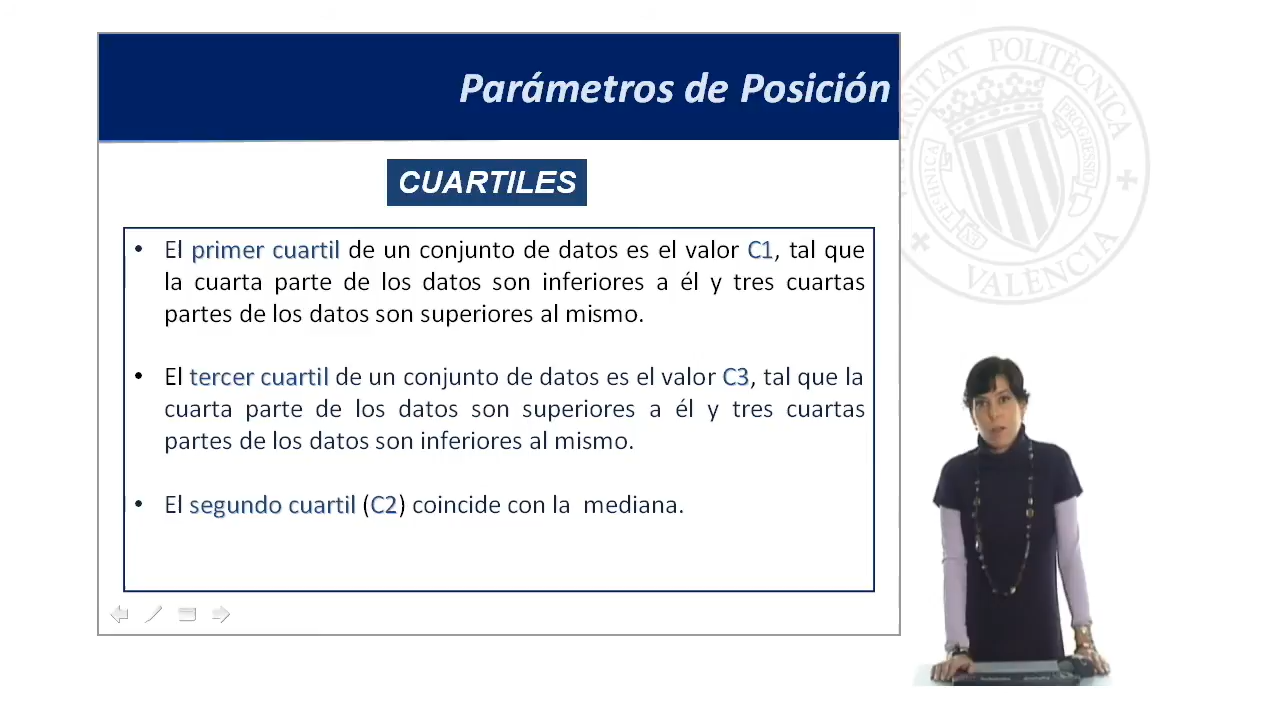 Parámetros de Posición
CUARTILES
• El primer cuartil de un conjunto de datos es el valor C1, tal que
la cuarta parte de los datos son inferiores a él y tres cuartas
partes de los datos son superiores al mismo.
• El tercer cuartil de un conjunto de datos es el valor C3, tal que la
cuarta parte de los datos son superiores a él y tres cuartas
partes de los datos son inferiores al mismo.
• El segundo cuartil (C2) coincide con la  mediana.
POLITÈCNICA
VALÈNCIA
TECHNICA
PROGRESSIO